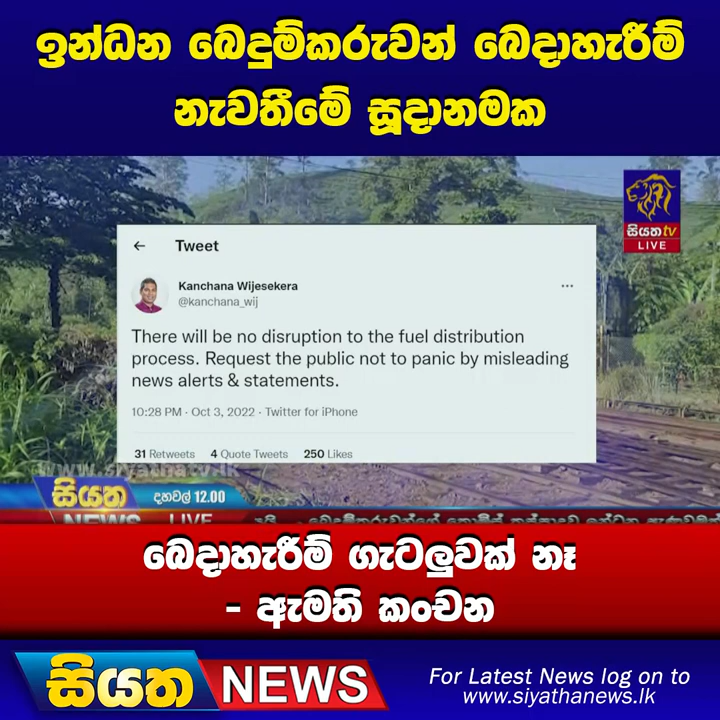 ඉන්ධන බෙදුම්කරුවන් බෙදාහැරීම්
නැවතීමේ සූදානමක
සියත tv
LIVE
Tweet
Kanchana Wijesekera
@kanchana_wij
There will be no disruption to the fuel distribution
process. Request the public not to panic by misleading
news alerts & statements.
10:28 PM · Oct 3, 2022 · Twitter for iPhone
31 Retweets 4 Quote Tweets 250 Likes
www.siyathatv.lk
සියත දහවල් 12.00
NEWS LIVE
බෙදාහැරීම් ගැටලුවක් නෑ
- ඇමති කංචන
සියත NEWS
For Latest News log on to
www.siyathanews.lk